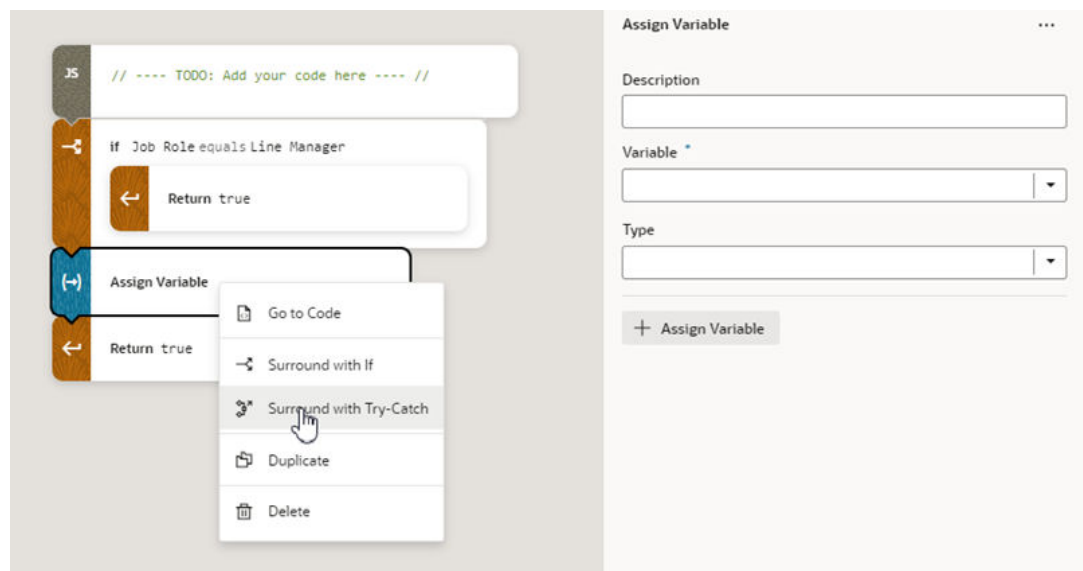 JS
// ---- TODO: Add your code here ---- //
if Job Role equals Line Manager
Return true
Assign Variable
Return true
Go to Code
Surround with If
Surround with Try-Catch
Duplicate
Delete
Assign Variable
Description
Variable *
Type
+ Assign Variable